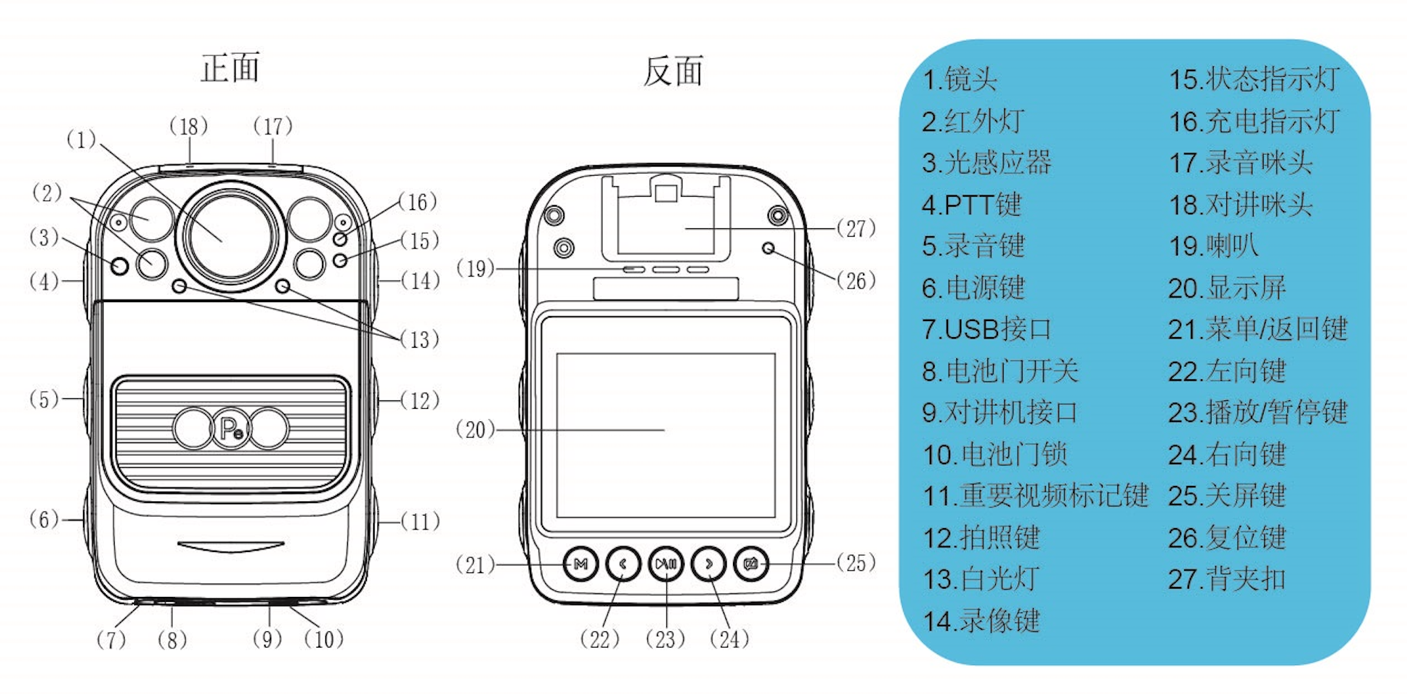 正面
反面
(1)
(2)
(3)
(4)
(5)
(6)
(7)
(8)
(9)
(10)
(11)
(12)
(13)
(14)
(15)
(16)
(17)
(18)
Pe
(19)
(20)
(21)
(22)
(23)
(24)
(25)
(26)
(27)
M
1.镜头
2.红外灯
3.光感应器
4.PTT键
5.录音键
6.电源键
7.USB接口
8.电池门开关
9.对讲机接口
10.电池门锁
11.重要视频标记键
12.拍照键
13.白光灯
14.录像键
15.状态指示灯
16.充电指示灯
17.录音咪头
18.对讲咪头
19.喇叭
20.显示屏
21.菜单/返回键
22.左向键
23.播放/暂停键
24.右向键
25.关屏键
26.复位键
27.背夹扣